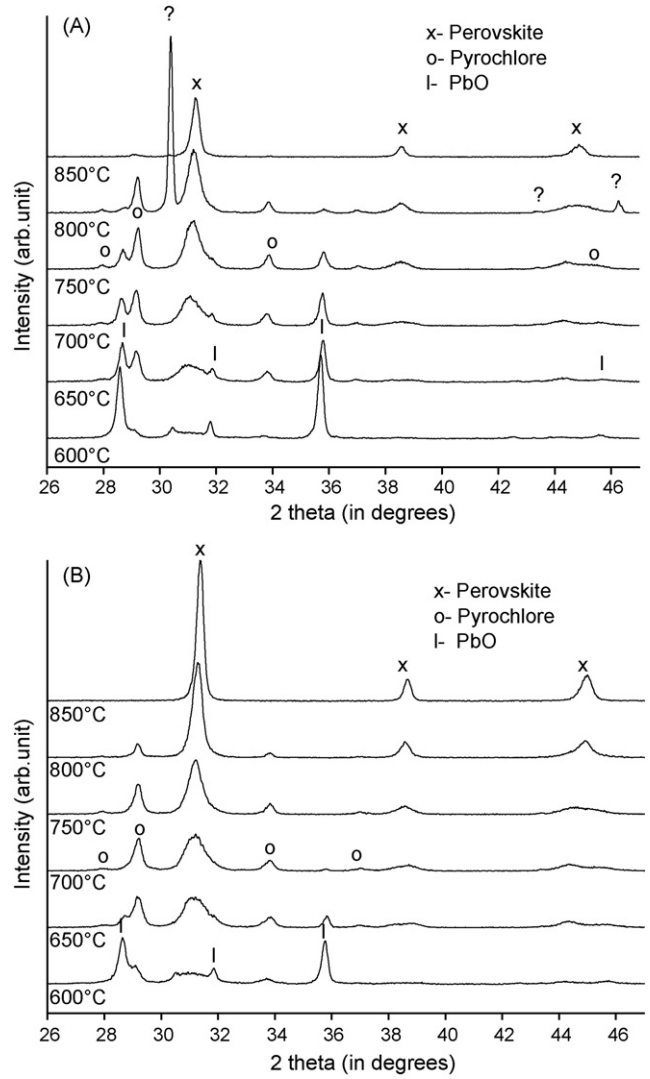 (A)
?
x- Perovskite
o- Pyrochlore
l- PbO
x
x
x
850°C
?
?
800°C
o
o
o
o
750°C
700°C
l
l
l
l
650°C
600°C
Intensity (arb.unit)
26 28 30 32 34 36 38 40 42 44 46
2 theta (in degrees)
(B)
x
x- Perovskite
o- Pyrochlore
l- PbO
x
x
850°C
800°C
750°C
o
o
o
o
700°C
650°C
l
l
l
600°C
Intensity (arb.unit)
26 28 30 32 34 36 38 40 42 44 46
2 theta (in degrees)